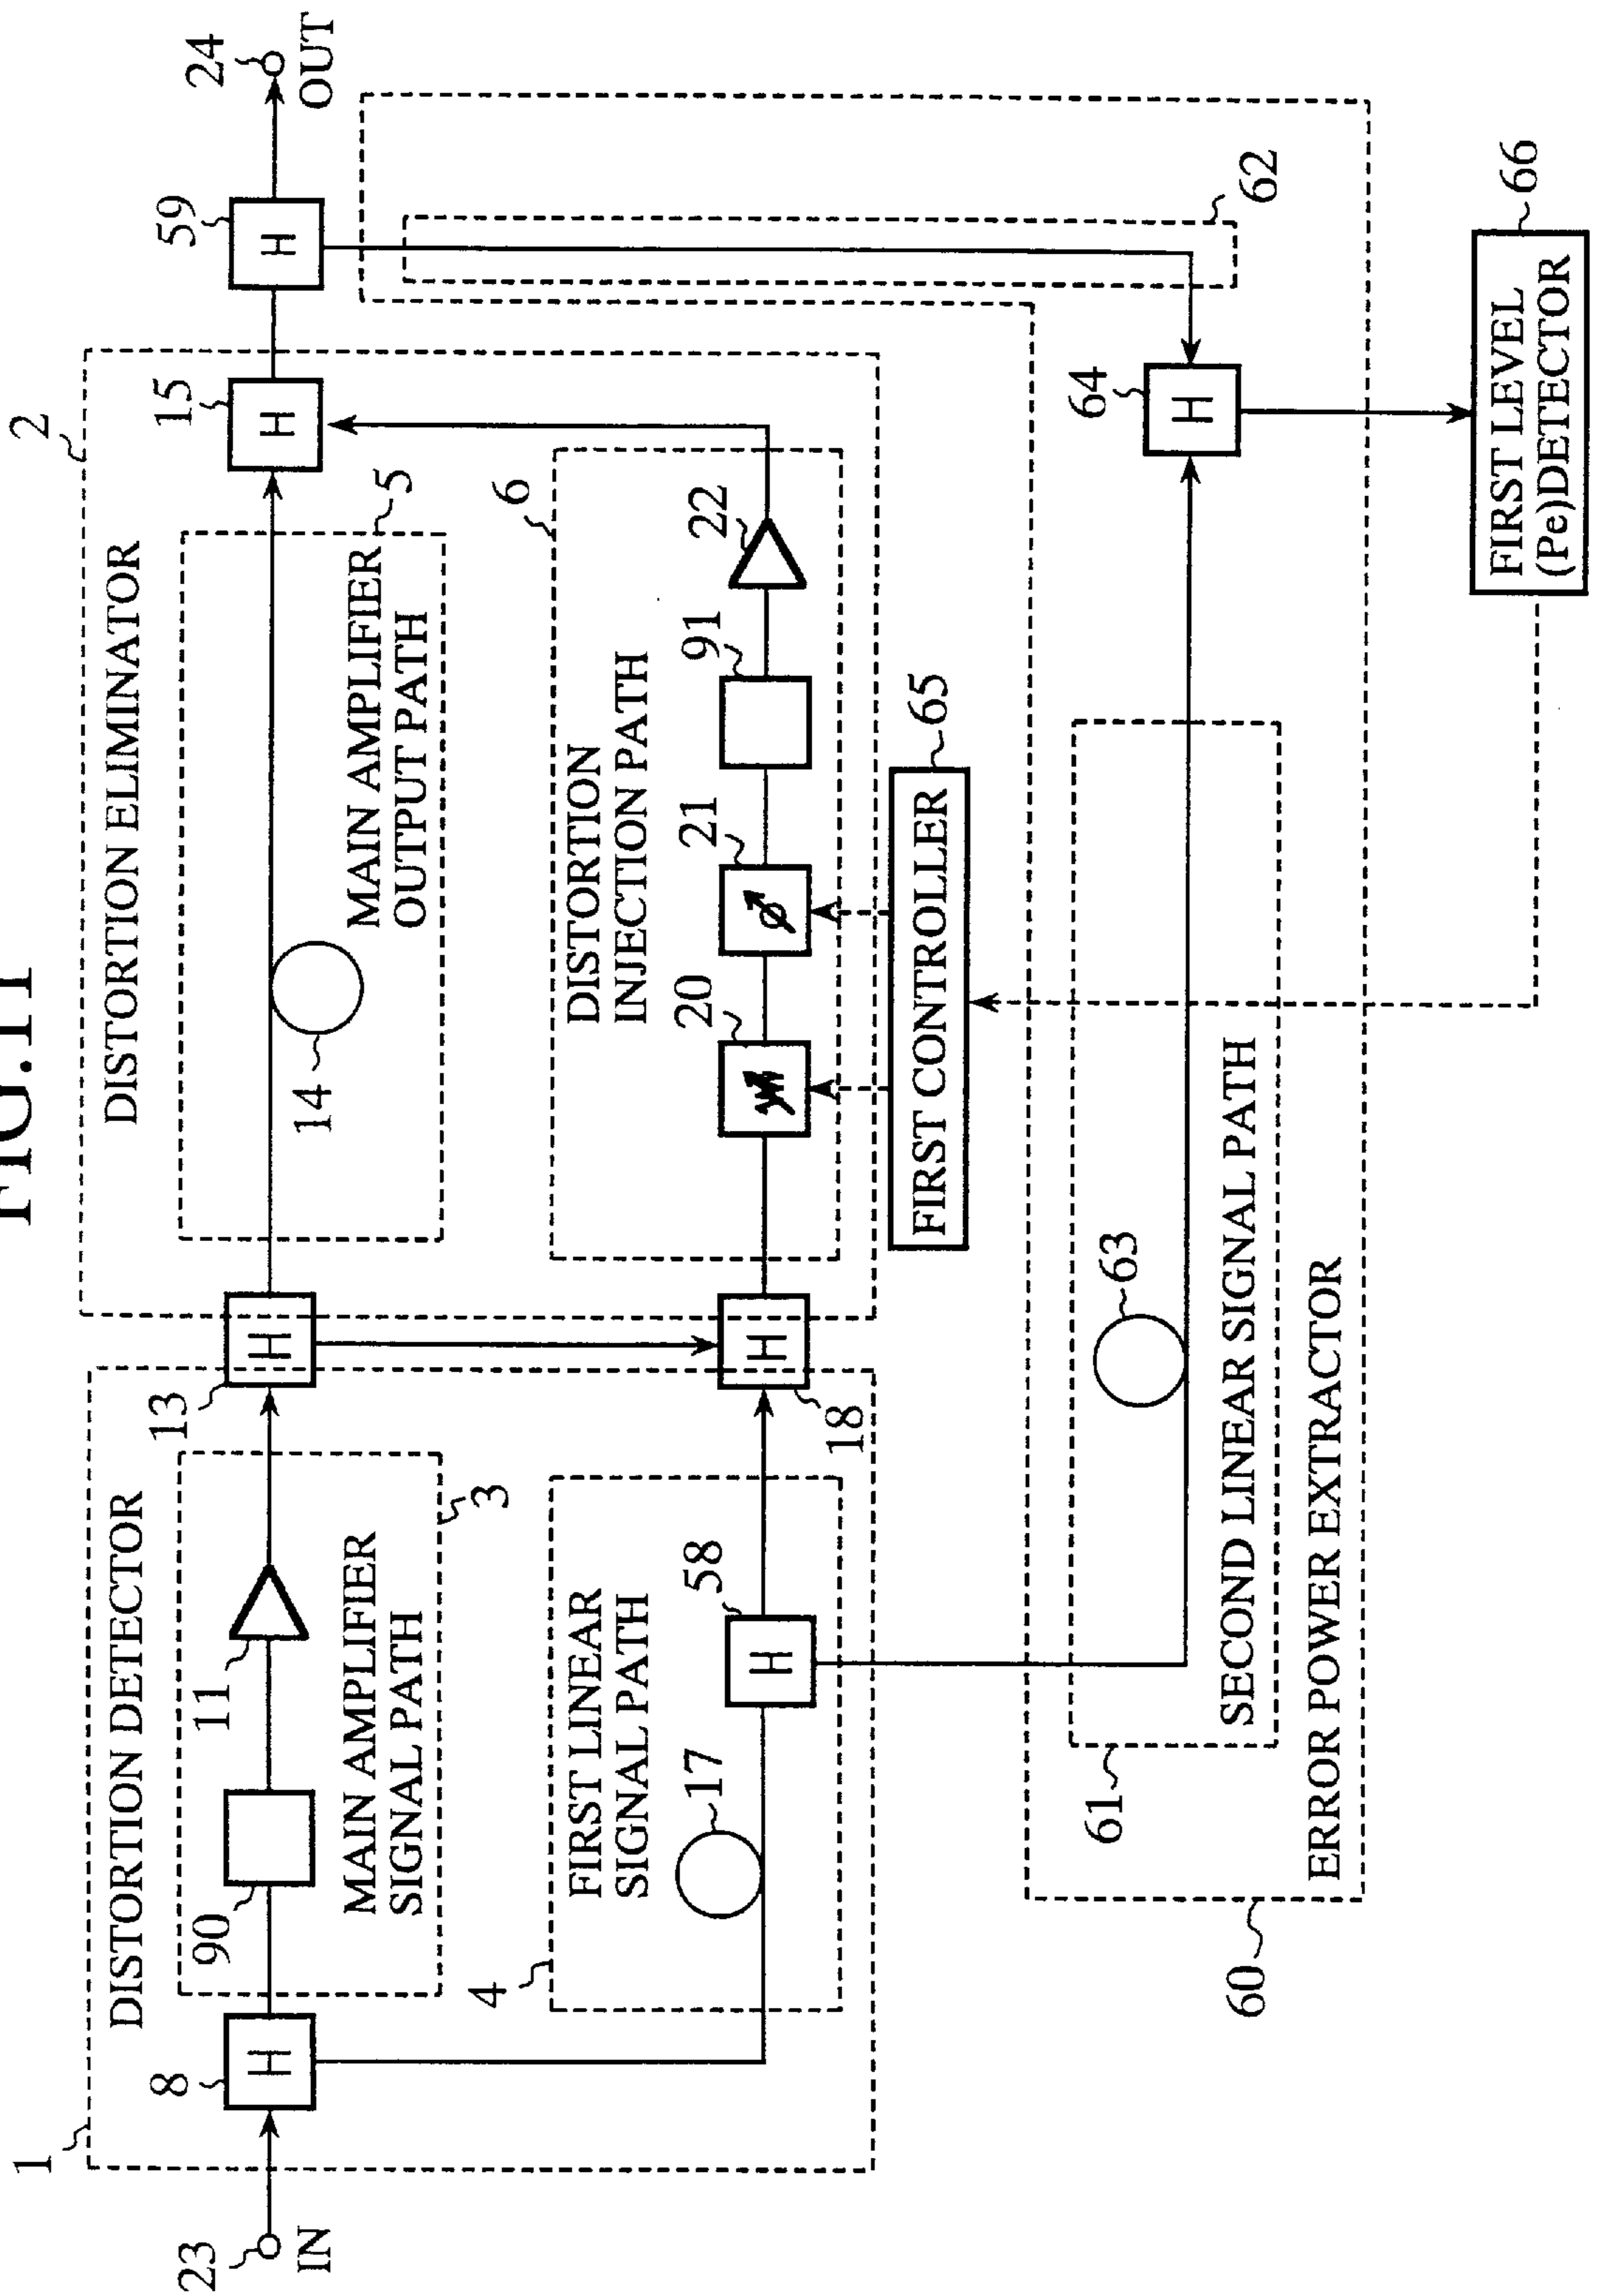 FIG.11
1
2
DISTORTION DETECTOR
DISTORTION ELIMINATOR
23
IN
8
H
90
11
MAIN AMPLIFIER
SIGNAL PATH
3
13
H
14
MAIN AMPLIFIER
OUTPUT PATH
5
15
H
59
H
24
OUT
4
FIRST LINEAR
SIGNAL PATH
17
58
H
18
H
6
DISTORTION
INJECTION PATH
20
21
91
22
FIRST CONTROLLER
65
62
60
61
63
SECOND LINEAR SIGNAL PATH
ERROR POWER EXTRACTOR
64
H
66
FIRST LEVEL
(Pe)DETECTOR